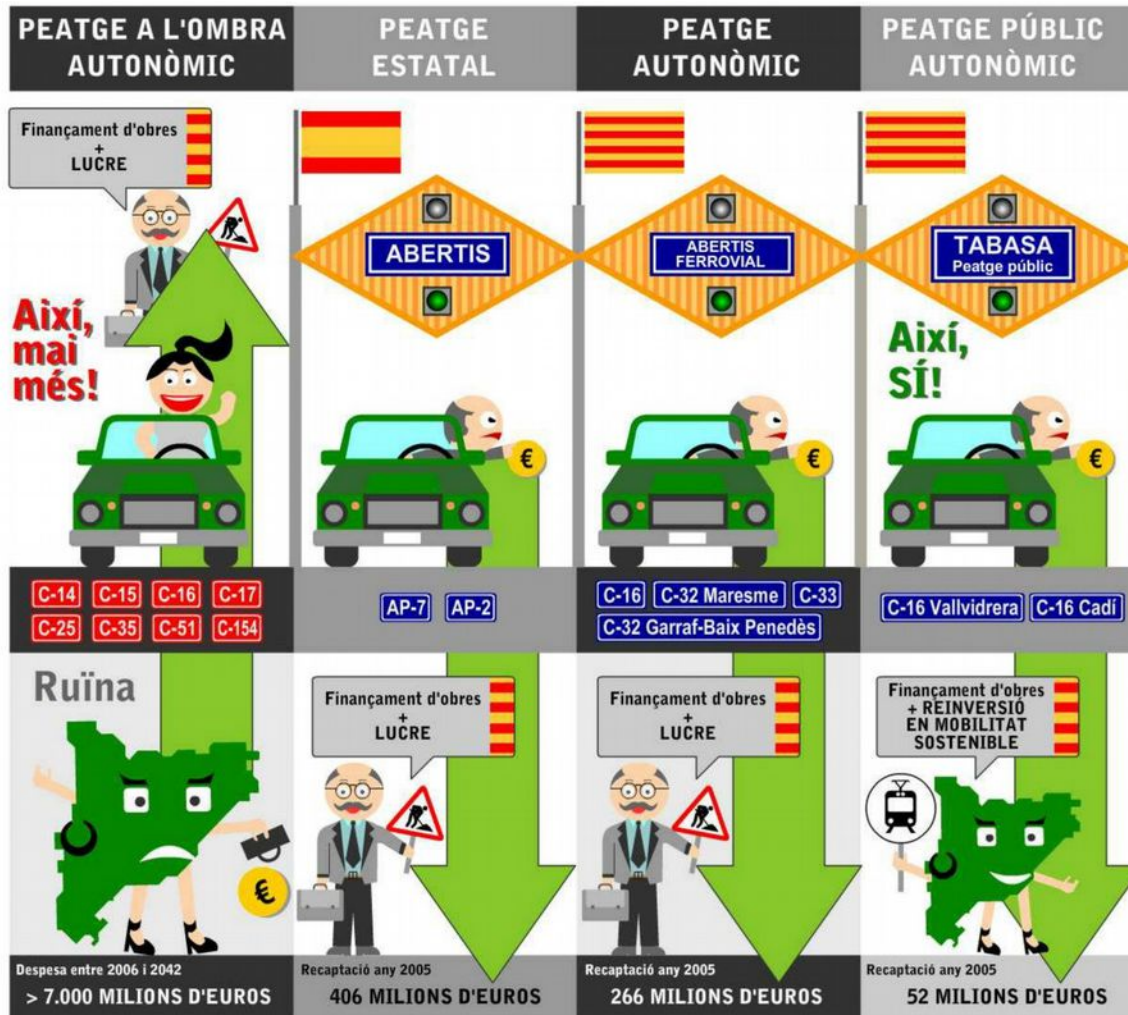 PEATGE A L'OMBRA
AUTONÒMIC
Finançament d'obres
+
LUCRE
Així,
mai
més!
C-14
C-15
C-16
C-17
C-25
C-35
C-51
C-154
Ruïna
€
Despesa entre 2006 i 2042
> 7.000 MILIONS D'EUROS
PEATGE
ESTATAL
ABERTIS
€
AP-7
AP-2
Finançament d'obres
+
LUCRE
Recaptació any 2005
406 MILIONS D'EUROS
PEATGE
AUTONÒMIC
ABERTIS
FERROVIAL
€
C-16
C-32 Maresme
C-33
C-32 Garraf-Baix Penedès
Finançament d'obres
+
LUCRE
Recaptació any 2005
266 MILIONS D'EUROS
PEATGE PÚBLIC
AUTONÒMIC
TABASA
Peatge públic
Així,
SÍ!
€
C-16 Vallvidrera
C-16 Cadí
Finançament d'obres
+ REINVERSIÓ
EN MOBILITAT
SOSTENIBLE
Recaptació any 2005
52 MILIONS D'EUROS